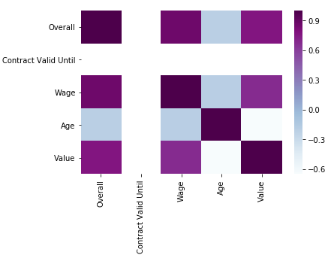 Overall
Contract Valid Until
Wage
Age
Value
Overall
Contract Valid Until
Wage
Age
Value
0.9
0.6
0.3
0.0
−0.3
−0.6